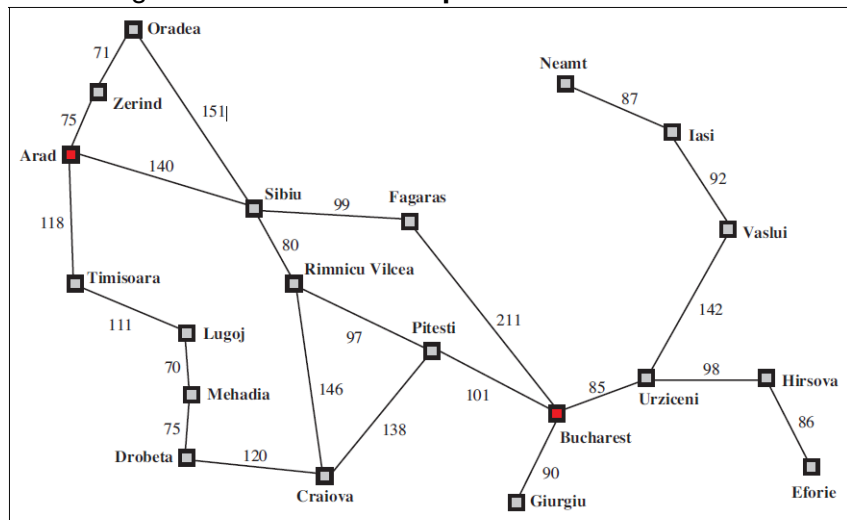 Oradea
71
Neamt
87
Zerind
151
Iasi
75
Arad
140
92
Sibiu
99
Fagaras
118
Vaslui
80
Timisoara
Rimnicu Vilcea
142
111
Lugoj
97
Pitesti
211
70
98
Hirsova
Mehadia
146
101
85
Urziceni
75
138
86
Bucharest
Drobeta
120
90
Eforie
Craiova
Giurgiu